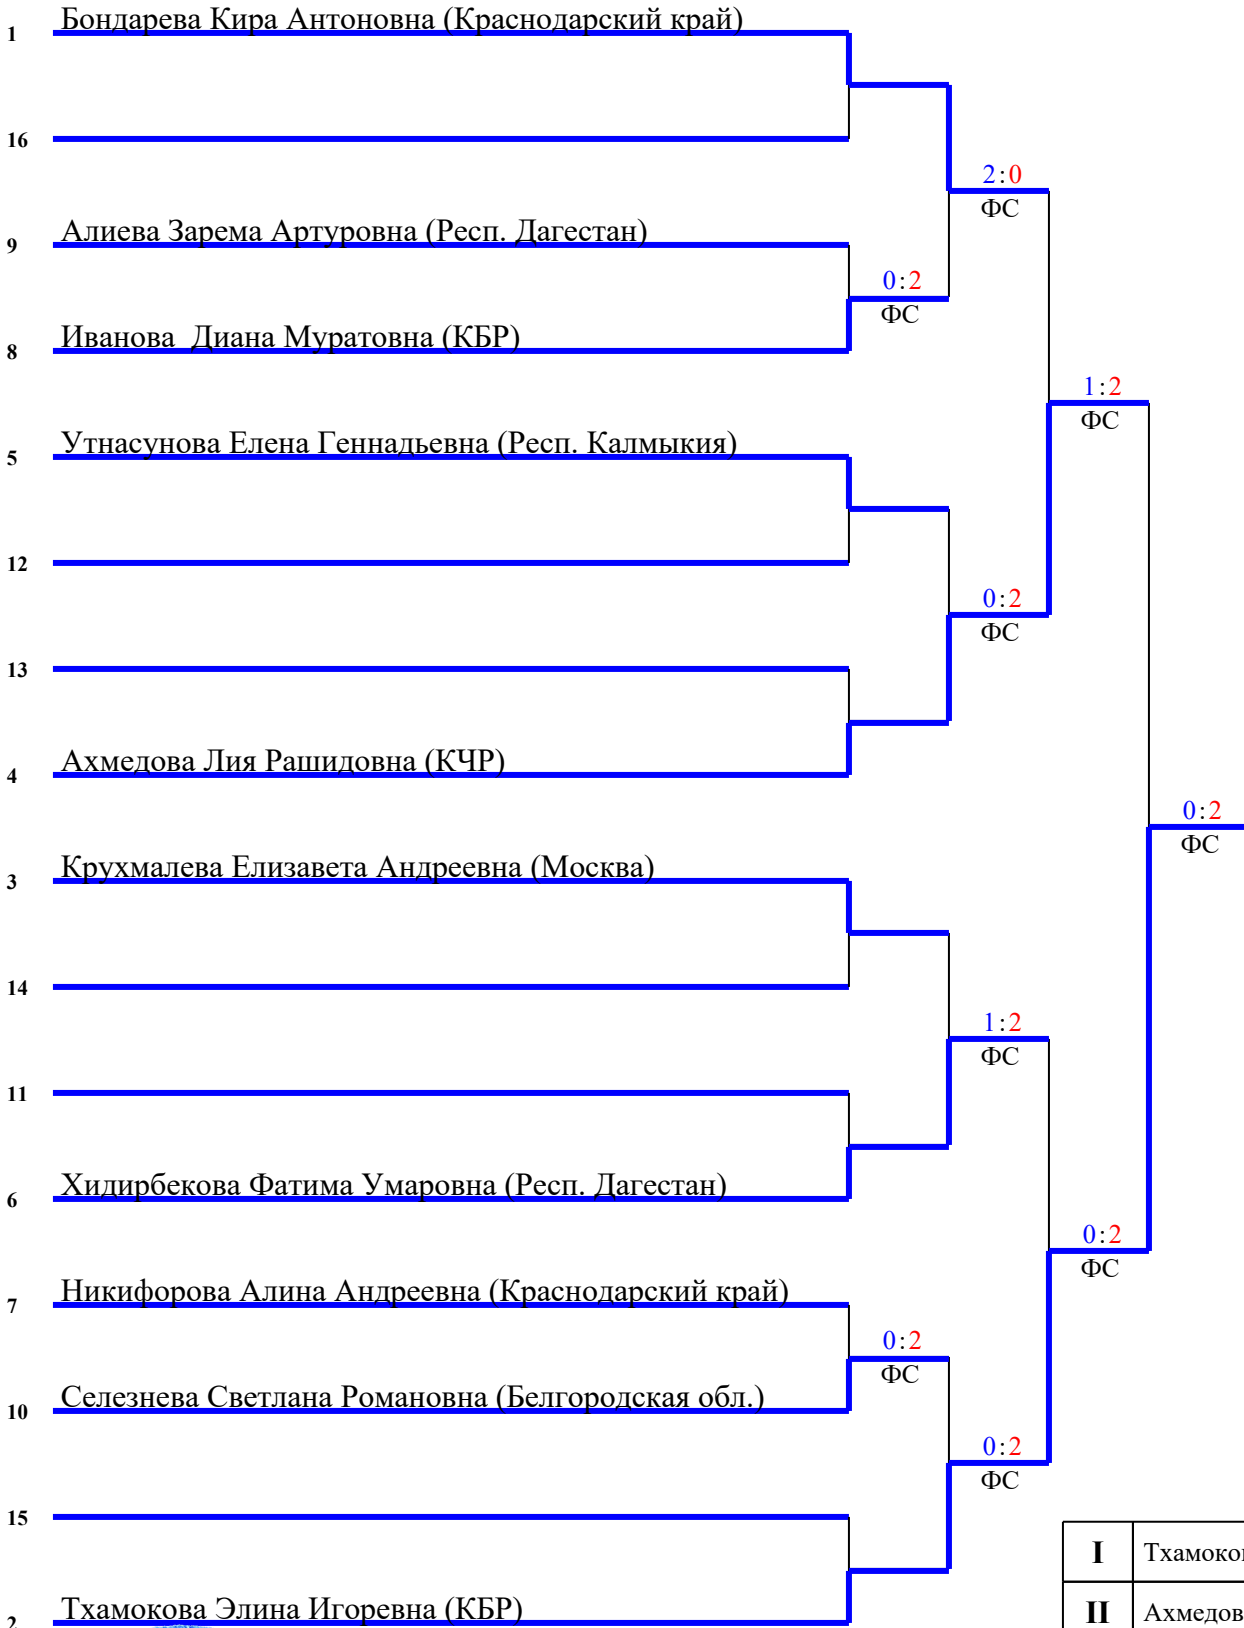 1 Бондарева Кира Антоновна (Краснодарский край)
16
2:0
ФС
9 Алиева Зарема Артуровна (Респ. Дагестан)
0:2
ФС
8 Иванова Диана Муратовна (КБР)
1:2
ФС
5 Утнасунова Елена Геннадьевна (Респ. Калмыкия)
12
0:2
ФС
13
4 Ахмедова Лия Рашидовна (КЧР)
0:2
ФС
3 Крухмалева Елизавета Андреевна (Москва)
14
1:2
ФС
11
6 Хидирбекова Фатима Умаровна (Респ. Дагестан)
0:2
ФС
7 Никифорова Алина Андреевна (Краснодарский край)
0:2
ФС
10 Селезнева Светлана Романовна (Белгородская обл.)
0:2
ФС
15
I
2 Тхамокова Элина Игоревна (КБР)
II